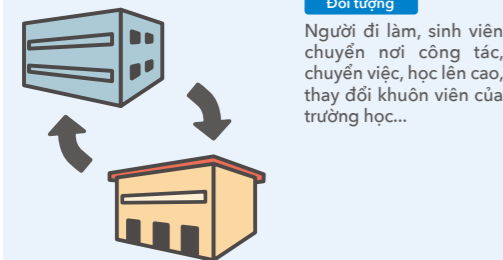 Đối tượng
Người đi làm, sinh viên
chuyển nơi công tác,
chuyển việc, học lên cao,
thay đổi khuôn viên của
trường học...